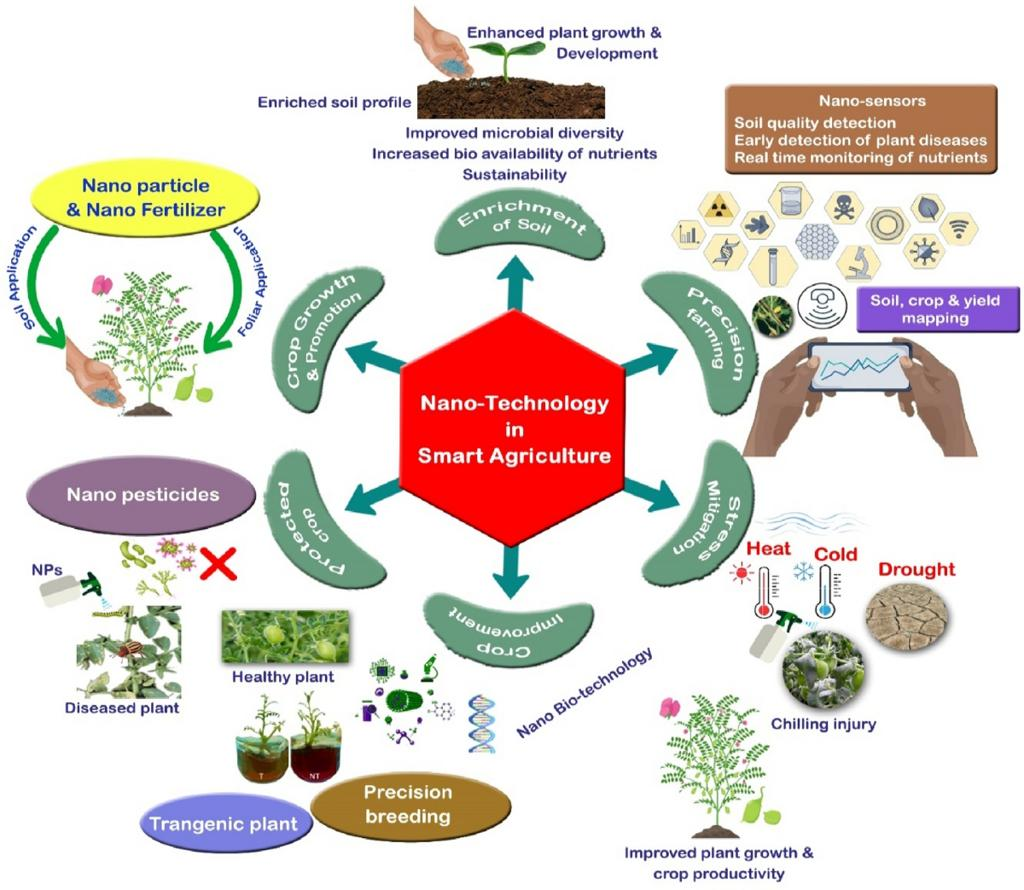 Enhanced plant growth &
Development
Enriched soil profile
Improved microbial diversity
Increased bio availability of nutrients
Sustainability
Nano-sensors
Soil quality detection
Early detection of plant diseases
Real time monitoring of nutrients
Nano particle
& Nano Fertilizer
Soil Application
Foliar Application
Enrichment
of Soil
Crop Growth
& Promotion
Precision
farming
Soil, crop & yield
mapping
Nano-Technology
in
Smart Agriculture
Nano pesticides
Protected
crop
Stress
Mitigation
NPs
Heat
Cold
Drought
Crop
Improvement
Healthy plant
Diseased plant
Nano Bio-technology
Chilling injury
T
NT
Precision
breeding
Trangenic plant
Improved plant growth &
crop productivity